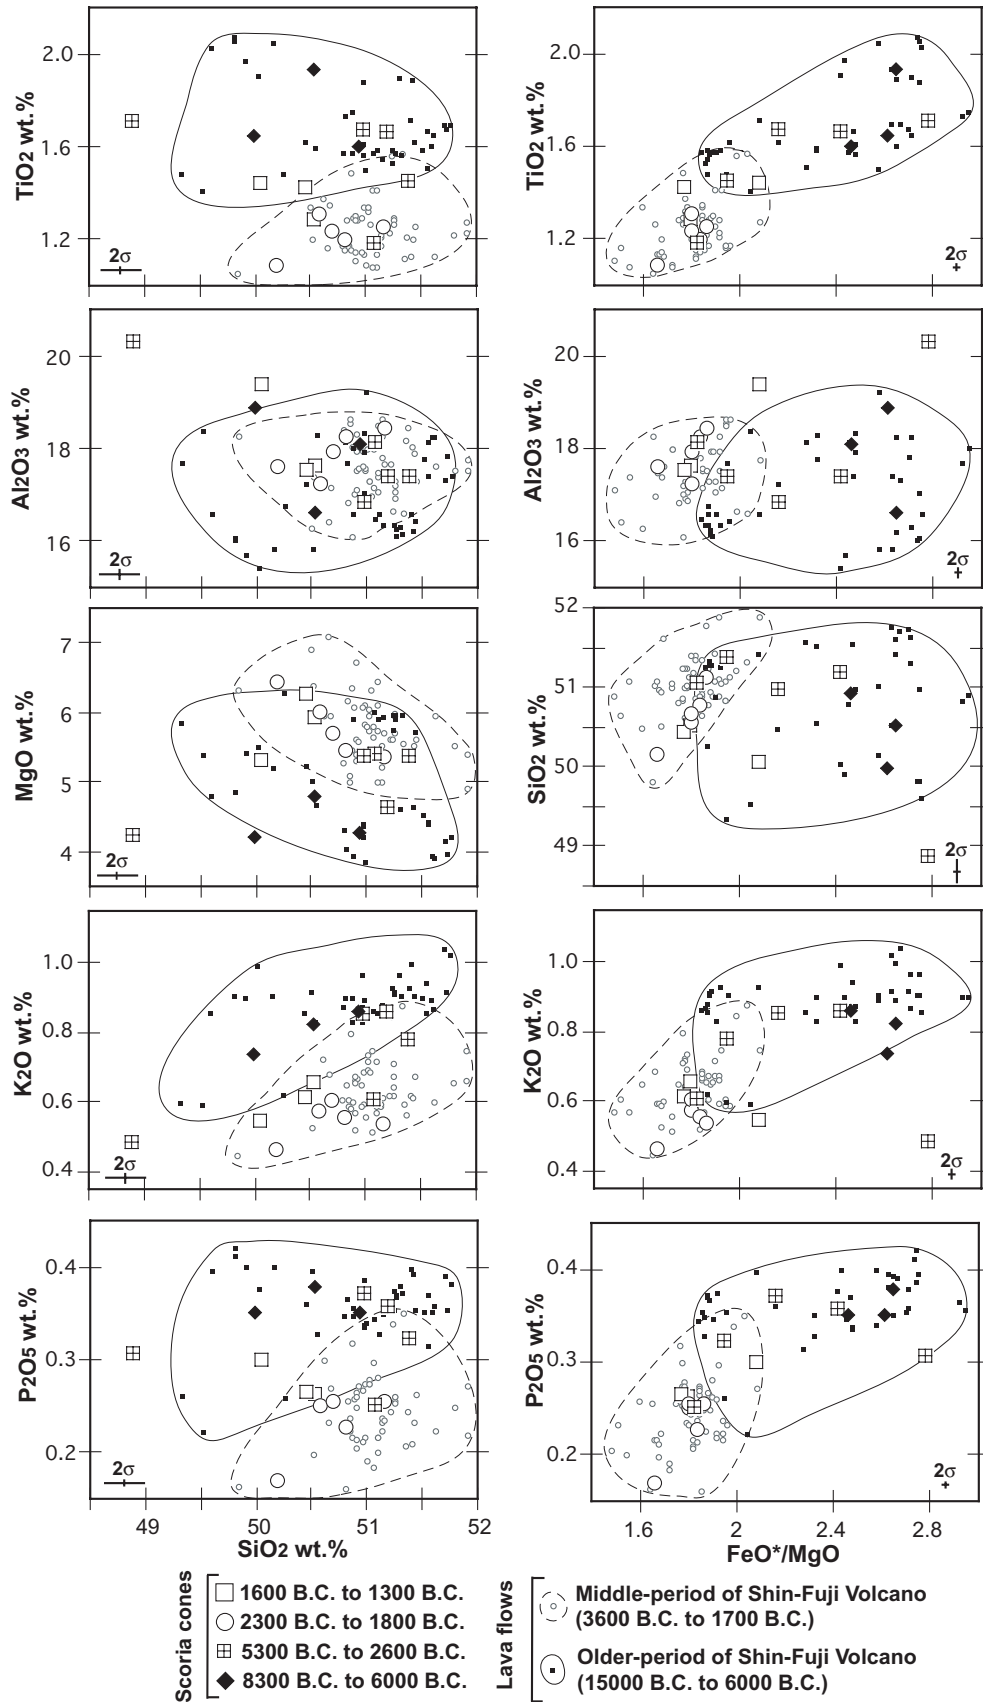 TiO2 wt.%
2.0
1.6
1.2
2σ
TiO2 wt.%
2.0
1.6
1.2
2σ
Al2O3 wt.%
20
18
16
2σ
Al2O3 wt.%
20
18
16
2σ
MgO wt.%
7
6
5
4
2σ
SiO2 wt.%
52
51
50
49
2σ
K2O wt.%
1.0
0.8
0.6
0.4
2σ
K2O wt.%
1.0
0.8
0.6
0.4
2σ
P2O5 wt.%
0.4
0.3
0.2
2σ
P2O5 wt.%
0.4
0.3
0.2
2σ
49 50 51 52
SiO2 wt.%
1.6 2 2.4 2.8
FeO*/MgO
Scoria cones
1600 B.C. to 1300 B.C.
2300 B.C. to 1800 B.C.
5300 B.C. to 2600 B.C.
8300 B.C. to 6000 B.C.
Lava flows
Middle-period of Shin-Fuji Volcano
(3600 B.C. to 1700 B.C.)
Older-period of Shin-Fuji Volcano
(15000 B.C. to 6000 B.C.)